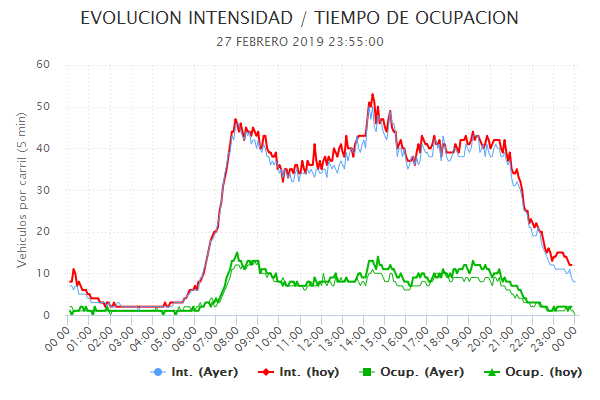 EVOLUCION INTENSIDAD / TIEMPO DE OCUPACION
27 FEBRERO 2019 23:55:00
Vehículos por carril (5 min)
60
50
40
30
20
10
0
00:00 01:00 02:00 03:00 04:00 05:00 06:00 07:00 08:00 09:00 10:00 11:00 12:00 13:00 14:00 15:00 16:00 17:00 18:00 19:00 20:00 21:00 22:00 23:00 00:00
Int. (Ayer) Int. (hoy) Ocup. (Ayer) Ocup. (hoy)